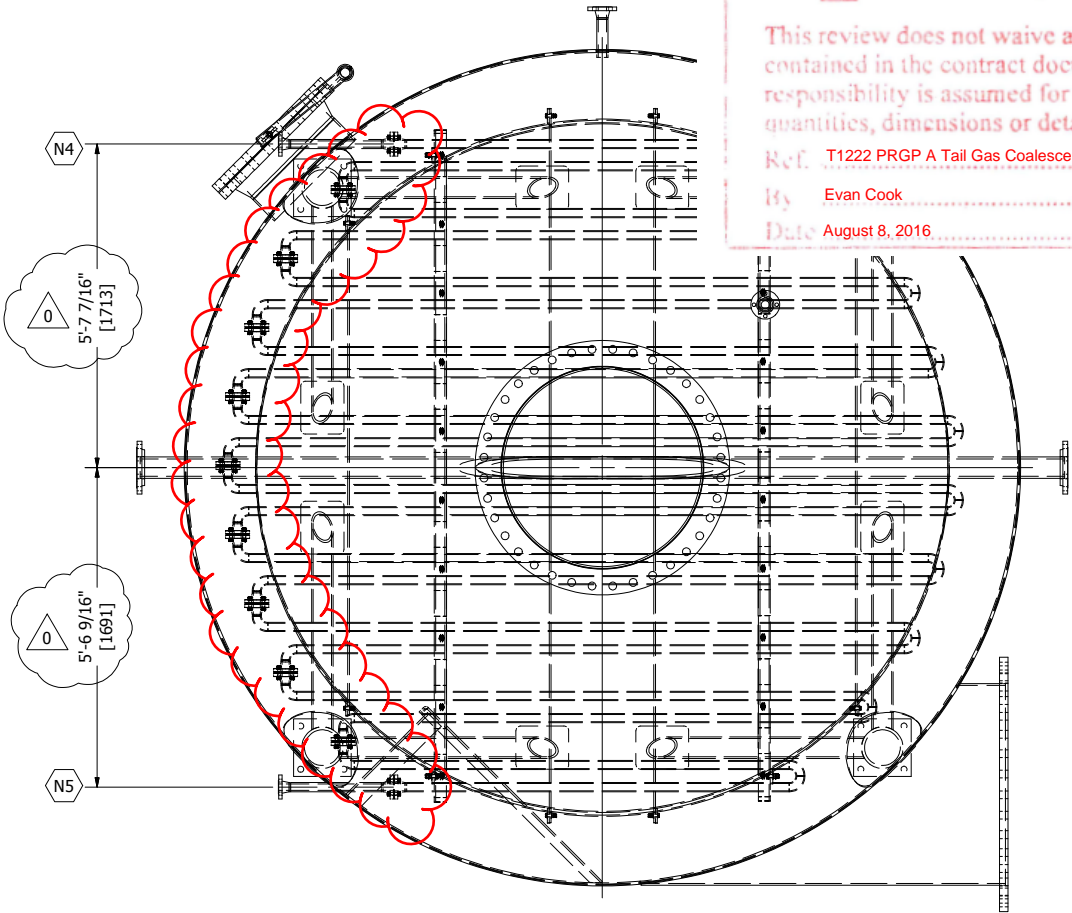 This review does not waive a
contained in the contract doc
responsibility is assumed for
quantities, dimensions or deta
Ref. T1222 PRGP A Tail Gas Coalesce
By Evan Cook
Date August 8, 2016
N4
0
5'-7 7/16"
[1713]
0
5'-6 9/16"
[1691]
N5